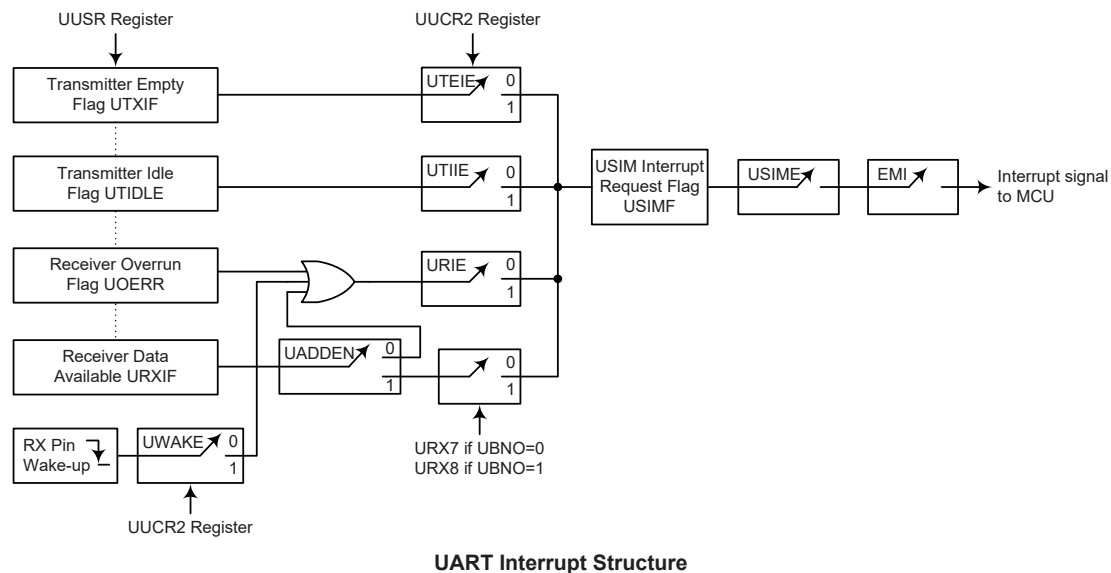 UUSR Register
UUCR2 Register
Transmitter Empty
Flag UTXIF
UTEIE
0
1
Transmitter Idle
Flag UTIDLE
UTIIE
0
1
USIM Interrupt
Request Flag
USIMF
USIME
EMI
Interrupt signal
to MCU
Receiver Overrun
Flag UOERR
URIE
0
1
Receiver Data
Available URXIF
UADDEN
0
1
0
1
URX7 if UBNO=0
URX8 if UBNO=1
RX Pin
Wake-up
UWAKE
0
1
UUCR2 Register
UART Interrupt Structure